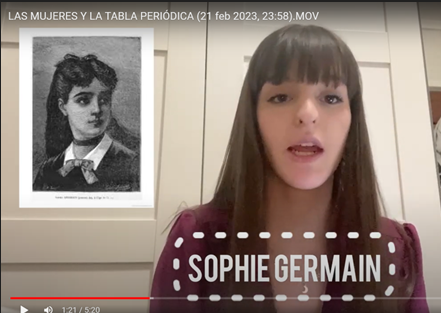 LAS MUJERES Y LA TABLA PERIÓDICA (21 feb 2023, 23:58).MOV
SOPHIE GERMAIN
1:21 / 5:20